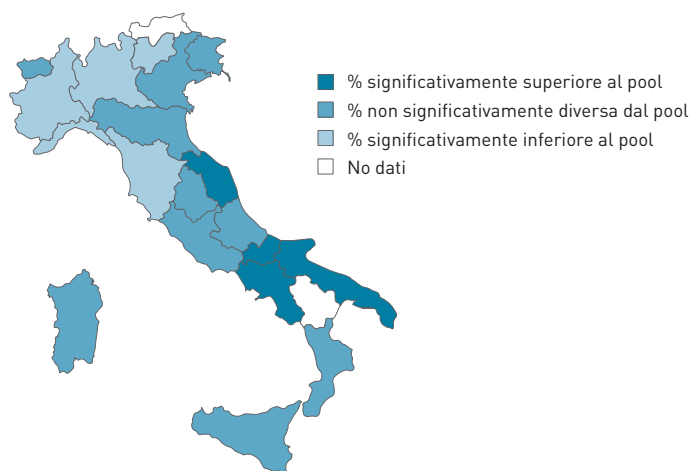 % significativamente superiore al pool
% non significativamente diversa dal pool
% significativamente inferiore al pool
No dati